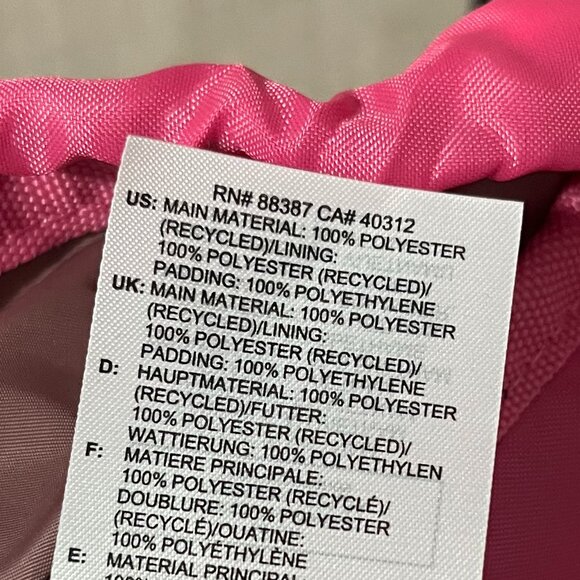 RN# 88387 CA# 40312
US: MAIN MATERIAL: 100% POLYESTER
(RECYCLED)/LINING:
100% POLYESTER (RECYCLED)/
PADDING: 100% POLYETHYLENE
UK: MAIN MATERIAL: 100% POLYESTER
(RECYCLED)/LINING:
100% POLYESTER (RECYCLED)/
PADDING: 100% POLYETHYLENE
D: HAUPTMATERIAL: 100% POLYESTER
(RECYCLED)/FUTTER:
100% POLYESTER (RECYCLED)/
WATTIERUNG: 100% POLYETHYLEN
F: MATIERE PRINCIPALE:
100% POLYESTER (RECYCLÉ)/
DOUBLURE: 100% POLYESTER
(RECYCLÉ)/OUATINE:
100% POLYÉTHYLÈNE
E: MATERIAL PRINCIPAL